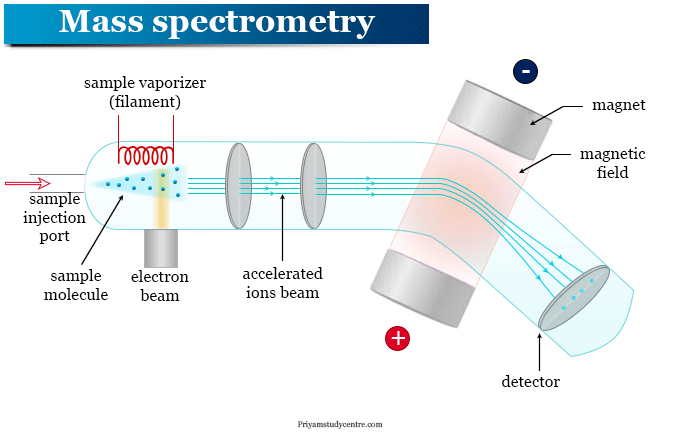 Mass spectrometry
sample vaporizer
(filament)
-
magnet
magnetic
field
sample
injection
port
sample
molecule
electron
beam
accelerated
ions beam
+
detector
Priyamstudycentre.com